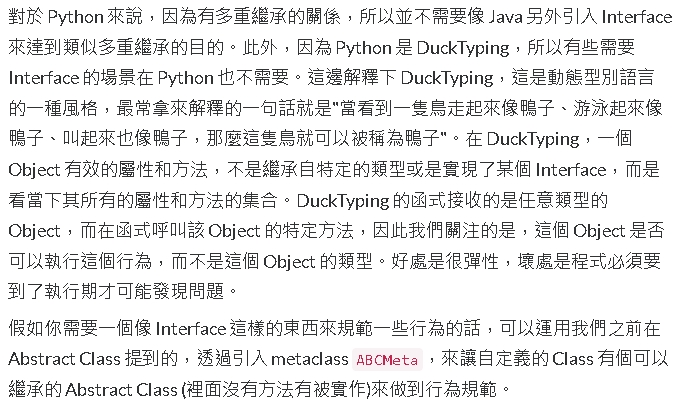 對於 Python 來說，因為有多重繼承的關係，所以並不需要像 Java 另外引入 Interface
來達到類似多重繼承的目的。此外，因為 Python 是 DuckTyping，所以有些需要
Interface 的場景在 Python 也不需要。這邊解釋下 DuckTyping，這是動態型別語言
的一種風格，最常拿來解釋的一句話就是"當看到一隻鳥走起來像鴨子、游泳起來像
鴨子、叫起來也像鴨子，那麼這隻鳥就可以被稱為鴨子"。在 DuckTyping，一個
Object 有效的屬性和方法，不是繼承自特定的類型或是實現了某個 Interface，而是
看當下其所有的屬性和方法的集合。DuckTyping 的函式接收的是任意類型的
Object，而在函式呼叫該 Object 的特定方法，因此我們關注的是，這個 Object 是否
可以執行這個行為，而不是這個 Object 的類型。好處是很彈性，壞處是程式必須要
到了執行期才可能發現問題。
假如你需要一個像 Interface 這樣的東西來規範一些行為的話，可以運用我們之前在
Abstract Class 提到的，透過引入 metaclass ABCMeta，來讓自定義的 Class 有個可以
繼承的 Abstract Class (裡面沒有方法有被實作)來做到行為規範。